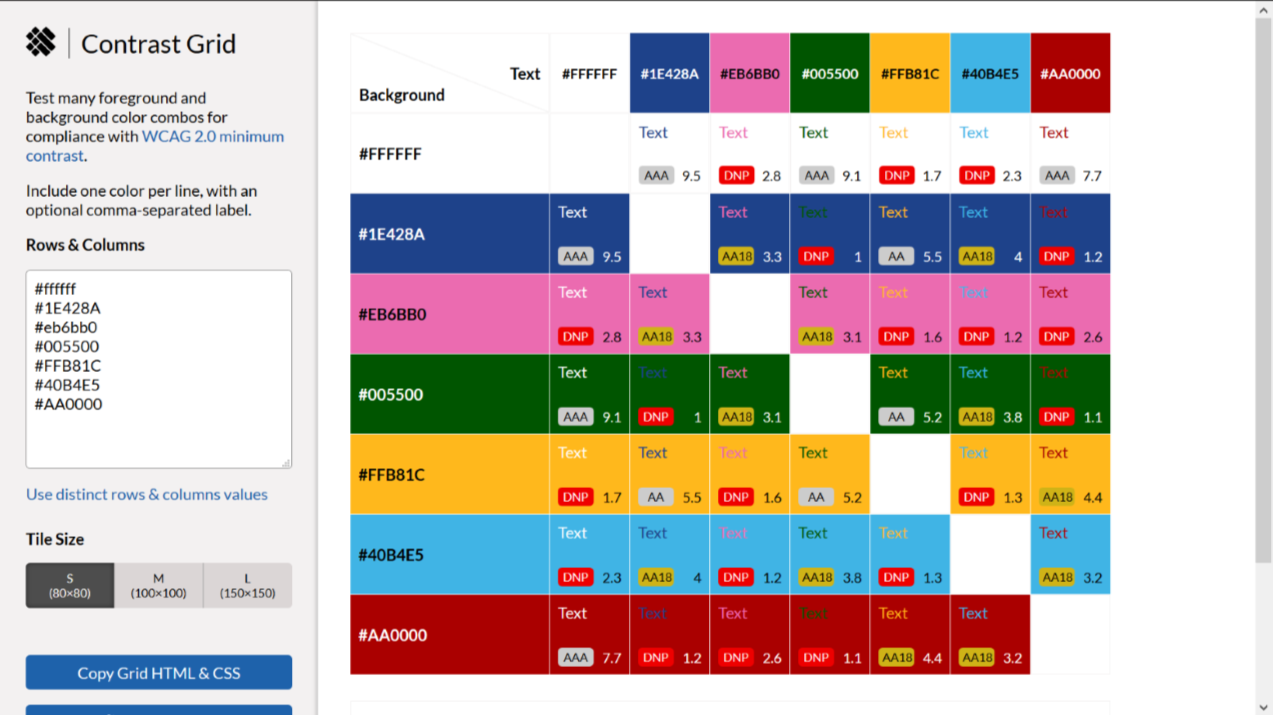 Contrast Grid
Test many foreground and
background color combos for
compliance with WCAG 2.0 minimum
contrast.
Include one color per line, with an
optional comma-separated label.
Rows & Columns
#ffffff
#1E428A
#eb6bb0
#005500
#FFB81C
#40B4E5
#AA0000
Use distinct rows & columns values
Tile Size
S M L
(80×80) (100×100) (150×150)
Copy Grid HTML & CSS
Text #FFFFFF #1E428A #EB6BB0 #005500 #FFB81C #40B4E5 #AA0000
Background
#FFFFFF
Text Text Text Text Text Text
AAA 9.5 DNP 2.8 AAA 9.1 DNP 1.7 DNP 2.3 AAA 7.7
#1E428A
Text Text Text Text Text Text
AAA 9.5 AA18 3.3 DNP 1 AA 5.5 AA18 4 DNP 1.2
#EB6BB0
Text Text Text Text Text Text
DNP 2.8 AA18 3.3 AA18 3.1 DNP 1.6 DNP 1.2 DNP 2.6
#005500
Text Text Text Text Text Text
AAA 9.1 DNP 1 AA18 3.1 AA 5.2 AA18 3.8 DNP 1.1
#FFB81C
Text Text Text Text Text Text
DNP 1.7 AA 5.5 DNP 1.6 AA 5.2 DNP 1.3 AA18 4.4
#40B4E5
Text Text Text Text Text Text
DNP 2.3 AA18 4 DNP 1.2 AA18 3.8 DNP 1.3 AA18 3.2
#AA0000
Text Text Text Text Text Text
AAA 7.7 DNP 1.2 DNP 2.6 DNP 1.1 AA18 4.4 AA18 3.2